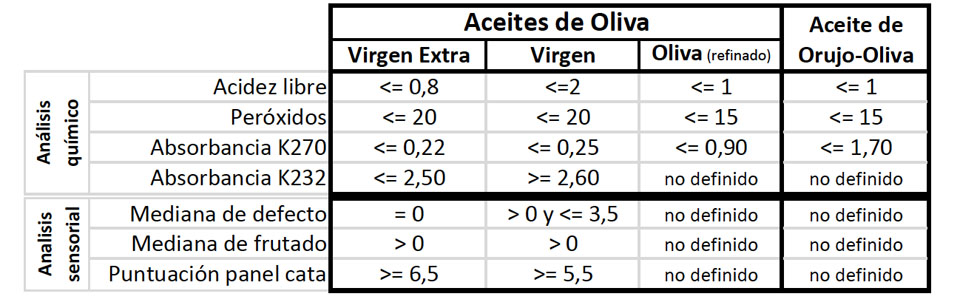 Aceites de Oliva Aceite de Orujo-Oliva
Virgen Extra Virgen Oliva (refinado)
Análisis químico
Acidez libre <= 0,8 <=2 <= 1 <= 1
Peróxidos <= 20 <= 20 <= 15 <= 15
Absorbancia K270 <= 0,22 <= 0,25 <= 0,90 <= 1,70
Absorbancia K232 <= 2,50 >= 2,60 no definido no definido
Analisis sensorial
Mediana de defecto = 0 > 0 y <= 3,5 no definido no definido
Mediana de frutado > 0 > 0 no definido no definido
Puntuación panel cata >= 6,5 >= 5,5 no definido no definido